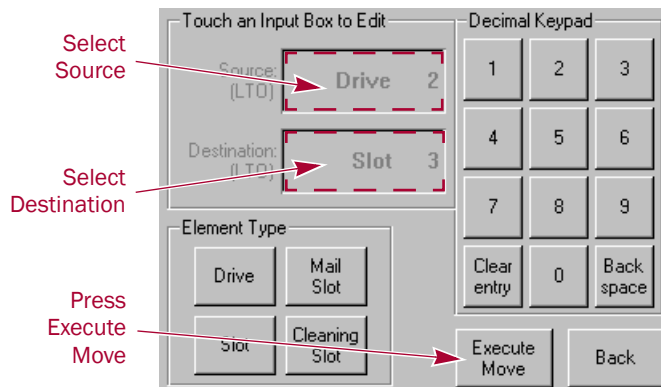 Touch an Input Box to Edit
Select
Source
Source:
(LTO)
Drive 2
Destination:
(LTO)
Slot 3
Select
Destination
Element Type
Drive
Mail
Slot
Slot
Cleaning
Slot
Press
Execute
Move
Decimal Keypad
1 2 3
4 5 6
7 8 9
Clear
entry
0
Back
space
Execute
Move
Back